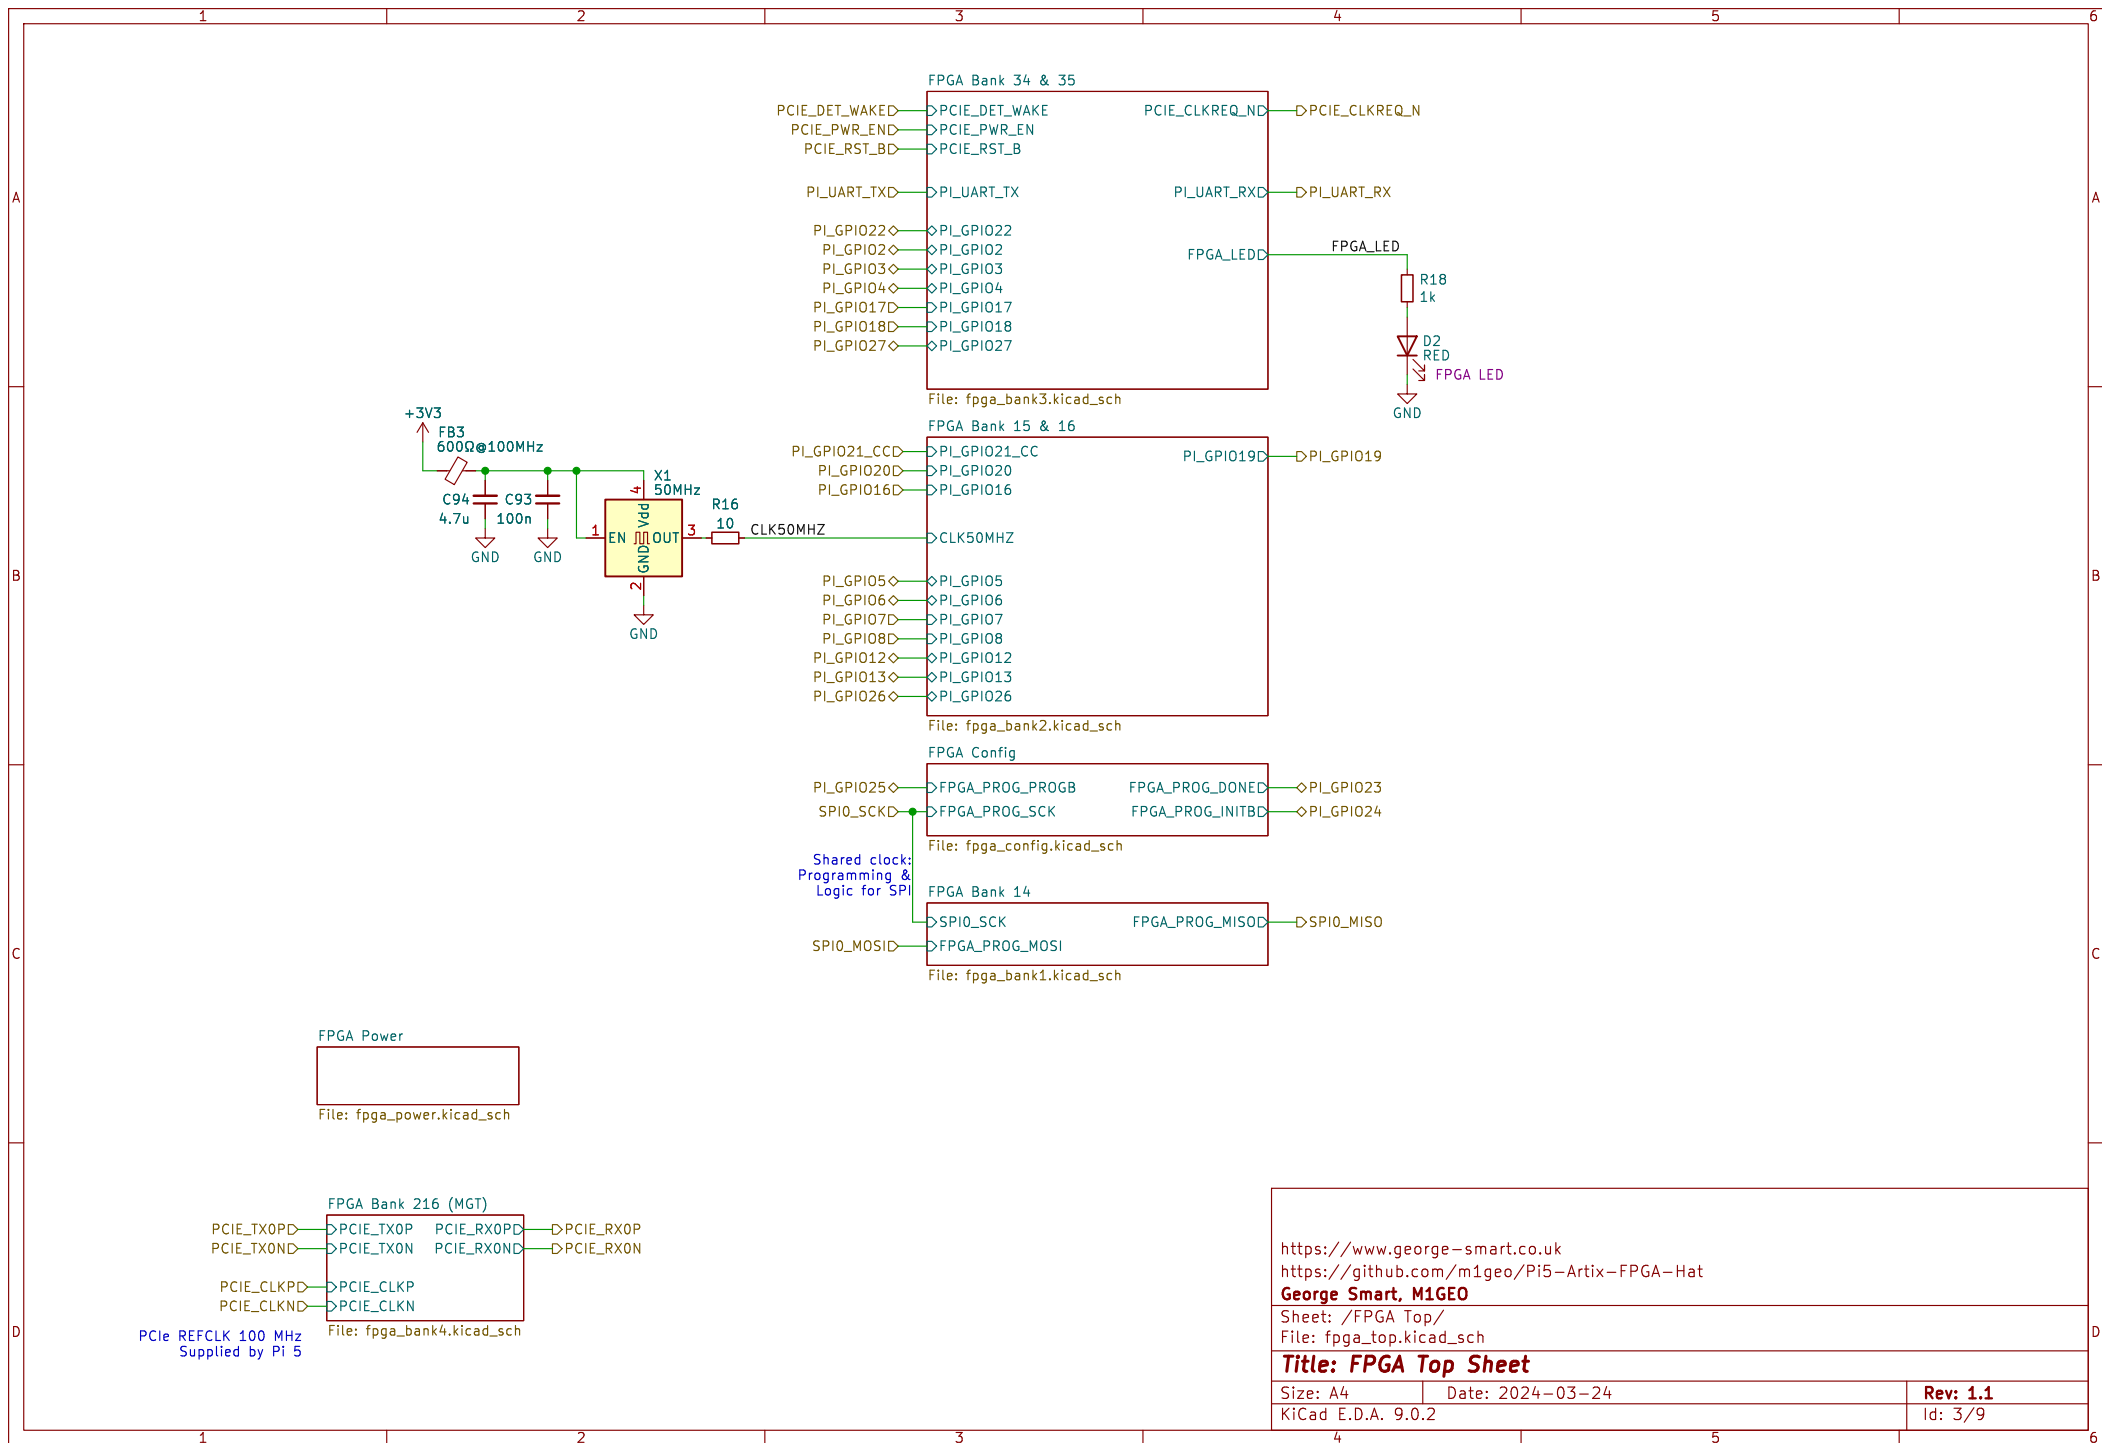 1 2 3 4 5 6
A
B
C
D
A
B
C
D
1 2 3 4 5 6
FPGA Bank 34 & 35
PCIE_DET_WAKE PCIE_DET_WAKE PCIE_CLKREQ_N PCIE_CLKREQ_N
PCIE_PWR_EN PCIE_PWR_EN
PCIE_RST_B PCIE_RST_B
PI_UART_TX PI_UART_TX PI_UART_RX PI_UART_RX
PI_GPIO22 PI_GPIO22
PI_GPIO2 PI_GPIO2
FPGA_LED FPGA_LED
PI_GPIO3 PI_GPIO3
PI_GPIO4 PI_GPIO4
PI_GPIO17 PI_GPIO17
PI_GPIO18 PI_GPIO18
PI_GPIO27 PI_GPIO27
File: fpga_bank3.kicad_sch
R18
1k
D2
RED
FPGA LED
GND
+3V3
FB3
600Ω@100MHz
C94
4.7u
GND
C93
100n
GND
X1
50MHz
4
Vdd
1 EN OUT 3
GND
2
GND
R16
10
CLK50MHZ
FPGA Bank 15 & 16
PI_GPIO21_CC PI_GPIO21_CC PI_GPIO19 PI_GPIO19
PI_GPIO20 PI_GPIO20
PI_GPIO16 PI_GPIO16
CLK50MHZ
PI_GPIO5 PI_GPIO5
PI_GPIO6 PI_GPIO6
PI_GPIO7 PI_GPIO7
PI_GPIO8 PI_GPIO8
PI_GPIO12 PI_GPIO12
PI_GPIO13 PI_GPIO13
PI_GPIO26 PI_GPIO26
File: fpga_bank2.kicad_sch
FPGA Config
PI_GPIO25 FPGA_PROG_PROGB FPGA_PROG_DONE PI_GPIO23
SPI0_SCK FPGA_PROG_SCK FPGA_PROG_INITB PI_GPIO24
File: fpga_config.kicad_sch
Shared clock:
Programming &
Logic for SPI
FPGA Bank 14
SPI0_SCK FPGA_PROG_MISO SPI0_MISO
SPI0_MOSI FPGA_PROG_MOSI
File: fpga_bank1.kicad_sch
FPGA Power
File: fpga_power.kicad_sch
FPGA Bank 216 (MGT)
PCIE_TX0P PCIE_TX0P PCIE_RX0P PCIE_RX0P
PCIE_TX0N PCIE_TX0N PCIE_RX0N PCIE_RX0N
PCIE_CLKP PCIE_CLKP
PCIE_CLKN PCIE_CLKN
File: fpga_bank4.kicad_sch
PCIe REFCLK 100 MHz
Supplied by Pi 5
https://www.george-smart.co.uk
https://github.com/m1geo/Pi5-Artix-FPGA-Hat
George Smart, M1GEO
Sheet: /FPGA Top/
File: fpga_top.kicad_sch
Title: FPGA Top Sheet
Size: A4 Date: 2024-03-24 Rev: 1.1
KiCad E.D.A. 9.0.2 Id: 3/9